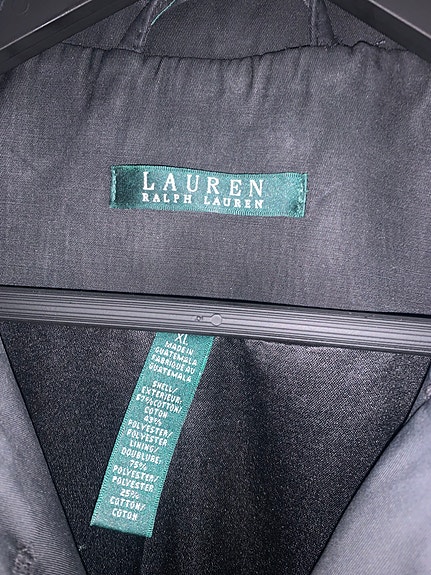 LAUREN
RALPH LAUREN
XL
MADE IN
GUATEMALA
FABRIQUE AU
GUATEMALA
SHELL/
EXTERIEUR:
57%COTTON/
COTON
43%
POLYESTER/
POLYESTER
LINING/
DOUBLURE:
75%
POLYESTER/
POLYESTER
25%
COTTON/
COTON